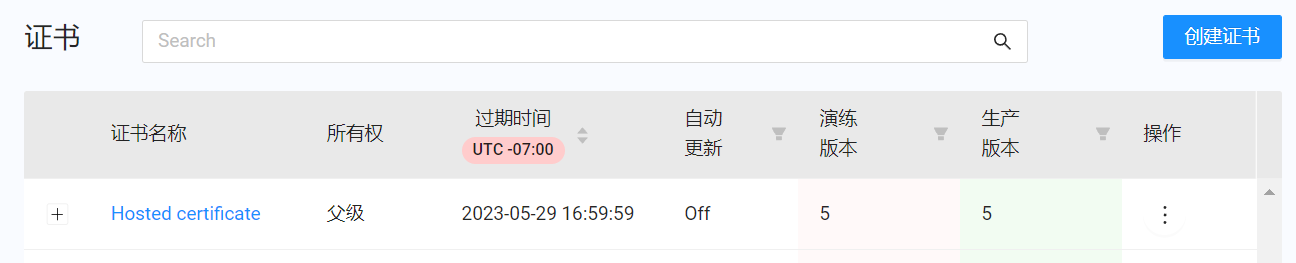 证书
Search
创建证书
证书名称
所有权
过期时间
UTC -07:00
自动
更新
演练
版本
生产
版本
操作
Hosted certificate
父级
2023-05-29 16:59:59
Off
5
5